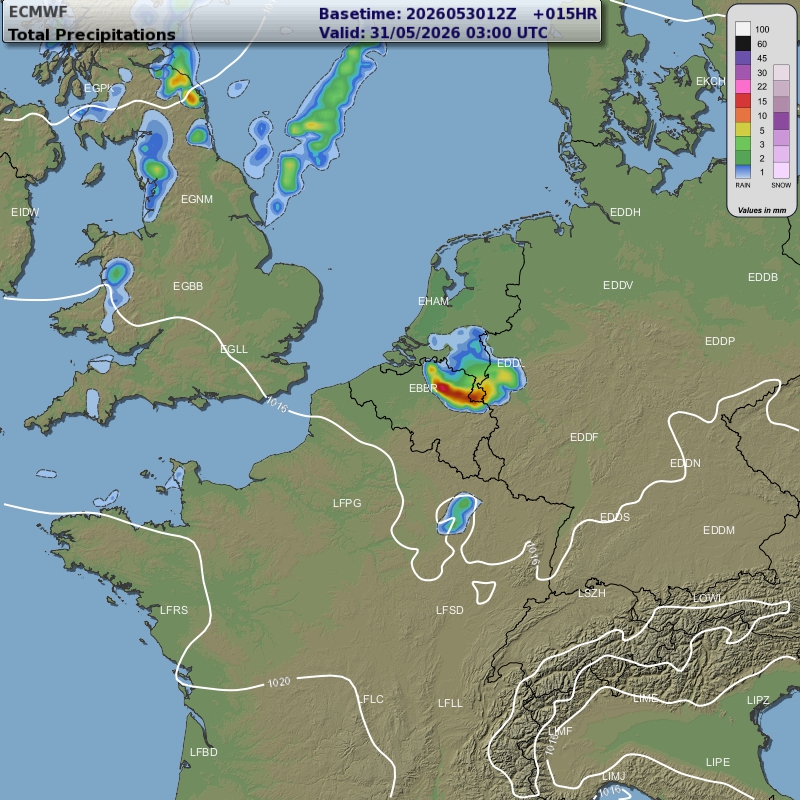 ECMWF
Basetime: 2026053012Z +015HR
Total Precipitations
Valid: 31/05/2026 03:00 UTC
100
60
45
30
22
15
10
5
3
2
1
RAIN SNOW
Values in mm
EGPK
EKCH
EIDW
EGNM
EDDH
EGBB
EDDV
EDDB
EHAM
EDDP
EGLL
EDDL
EBBR
1016
EDDF
EDDN
LFPG
EDDS
EDDM
1016
LSZH
LOWI
LFRS
LFSD
1020
LFLC
LFLL
LIME
LIPZ
LIMF
1016
LFBD
LIPE
LIMJ
1016